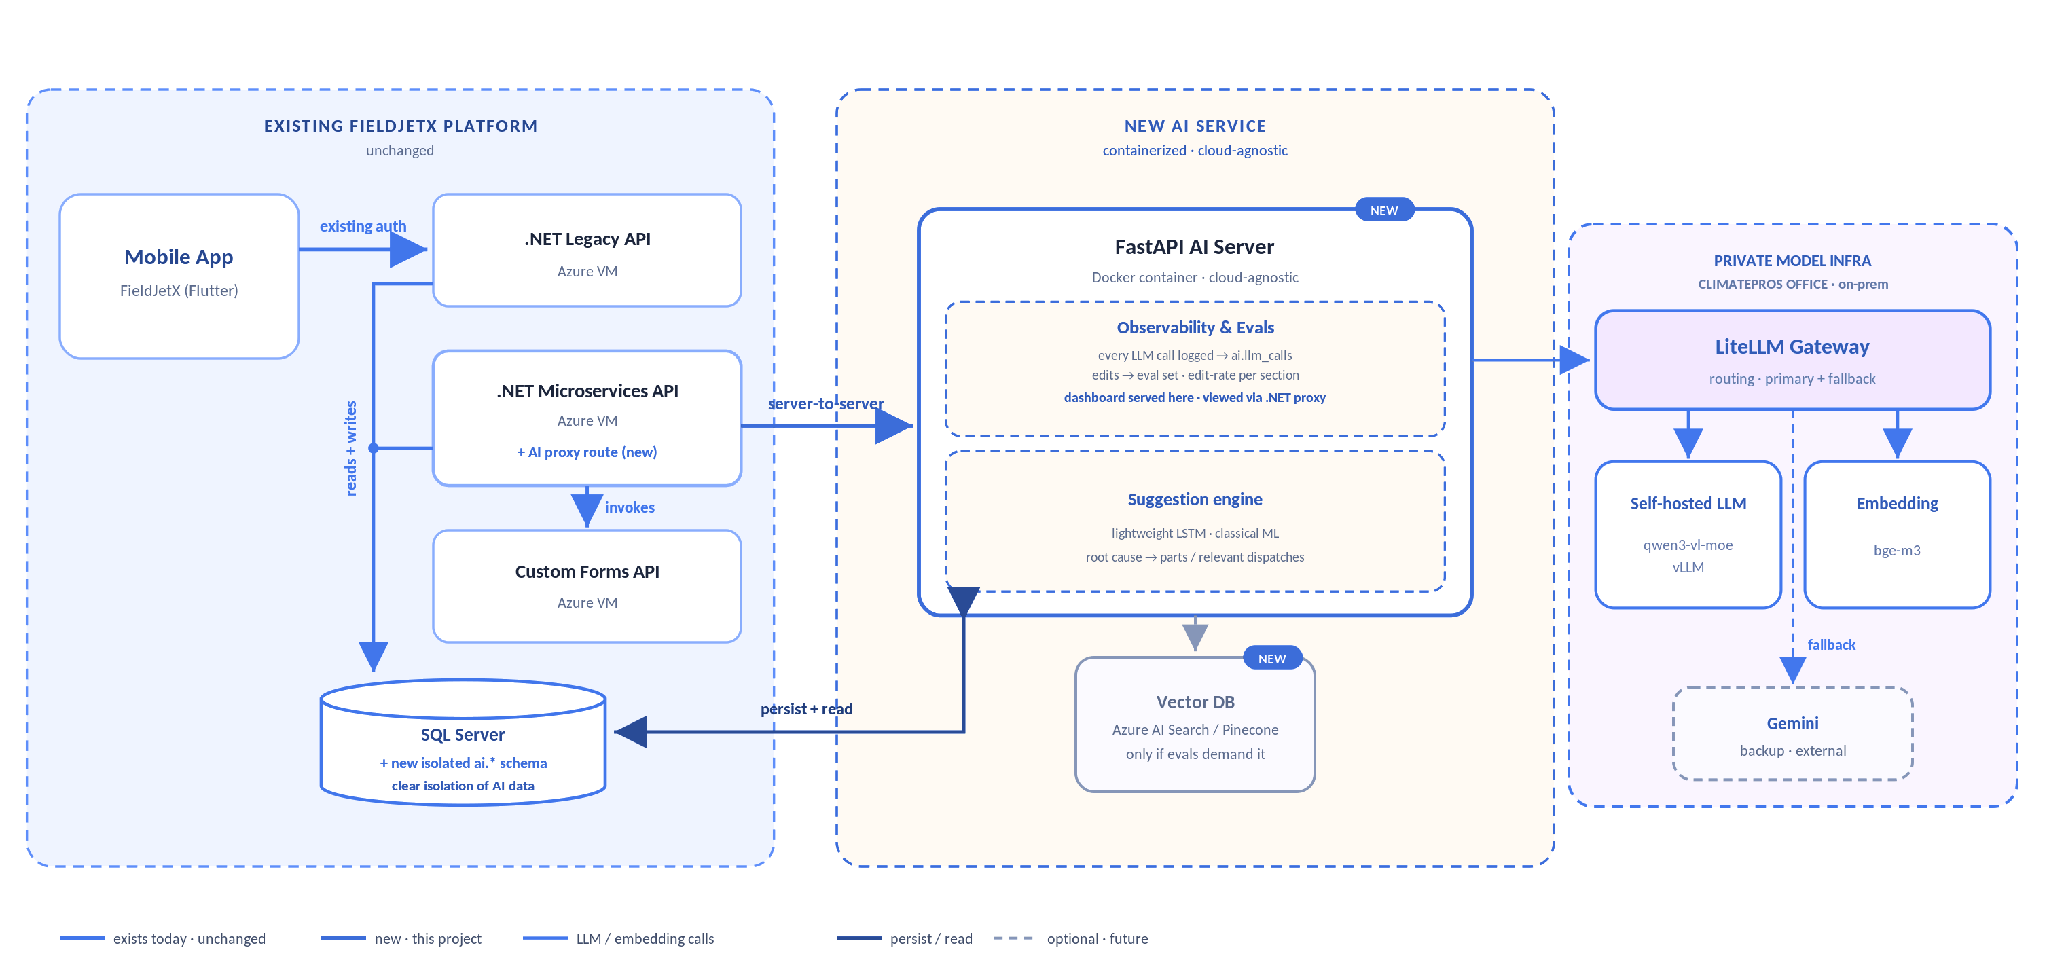 EXISTING FIELDJETX PLATFORM
unchanged
Mobile App
FieldJetX (Flutter)
existing auth
.NET Legacy API
Azure VM
.NET Microservices API
Azure VM
+ AI proxy route (new)
reads + writes
invokes
Custom Forms API
Azure VM
SQL Server
+ new isolated ai.* schema
clear isolation of AI data
server-to-server
persist + read
NEW AI SERVICE
containerized · cloud-agnostic
NEW
FastAPI AI Server
Docker container · cloud-agnostic
Observability & Evals
every LLM call logged → ai.llm_calls
edits → eval set · edit-rate per section
dashboard served here · viewed via .NET proxy
Suggestion engine
lightweight LSTM · classical ML
root cause → parts / relevant dispatches
NEW
Vector DB
Azure AI Search / Pinecone
only if evals demand it
PRIVATE MODEL INFRA
CLIMATEPROS OFFICE · on-prem
LiteLLM Gateway
routing · primary + fallback
Self-hosted LLM
qwen3-vl-moe
vLLM
Embedding
bge-m3
fallback
Gemini
backup · external
exists today · unchanged
new · this project
LLM / embedding calls
persist / read
optional · future